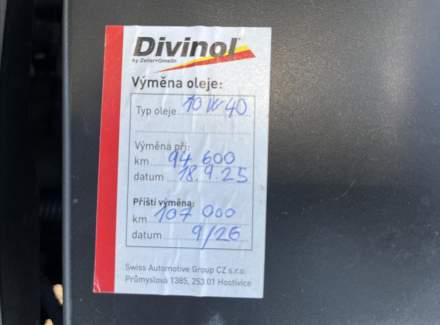 Divinol
by Zeller+Gmelin
Výměna oleje:
Typ oleje 10W40
Výměna při:
km 94 600
datum 18.9.25
Příští výměna:
km 107 000
datum 9/26
Swiss Automotive Group CZ s.r.o.
Průmyslová 1385, 253 01 Hostivice